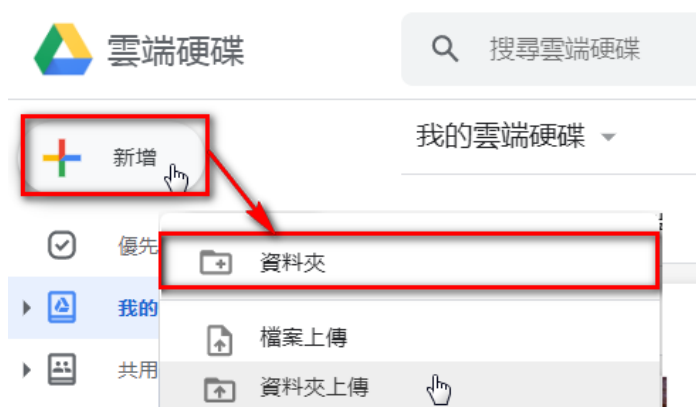 雲端硬碟
搜尋雲端硬碟
新增
我的雲端硬碟
優先
資料夾
我的
檔案上傳
共用
資料夾上傳